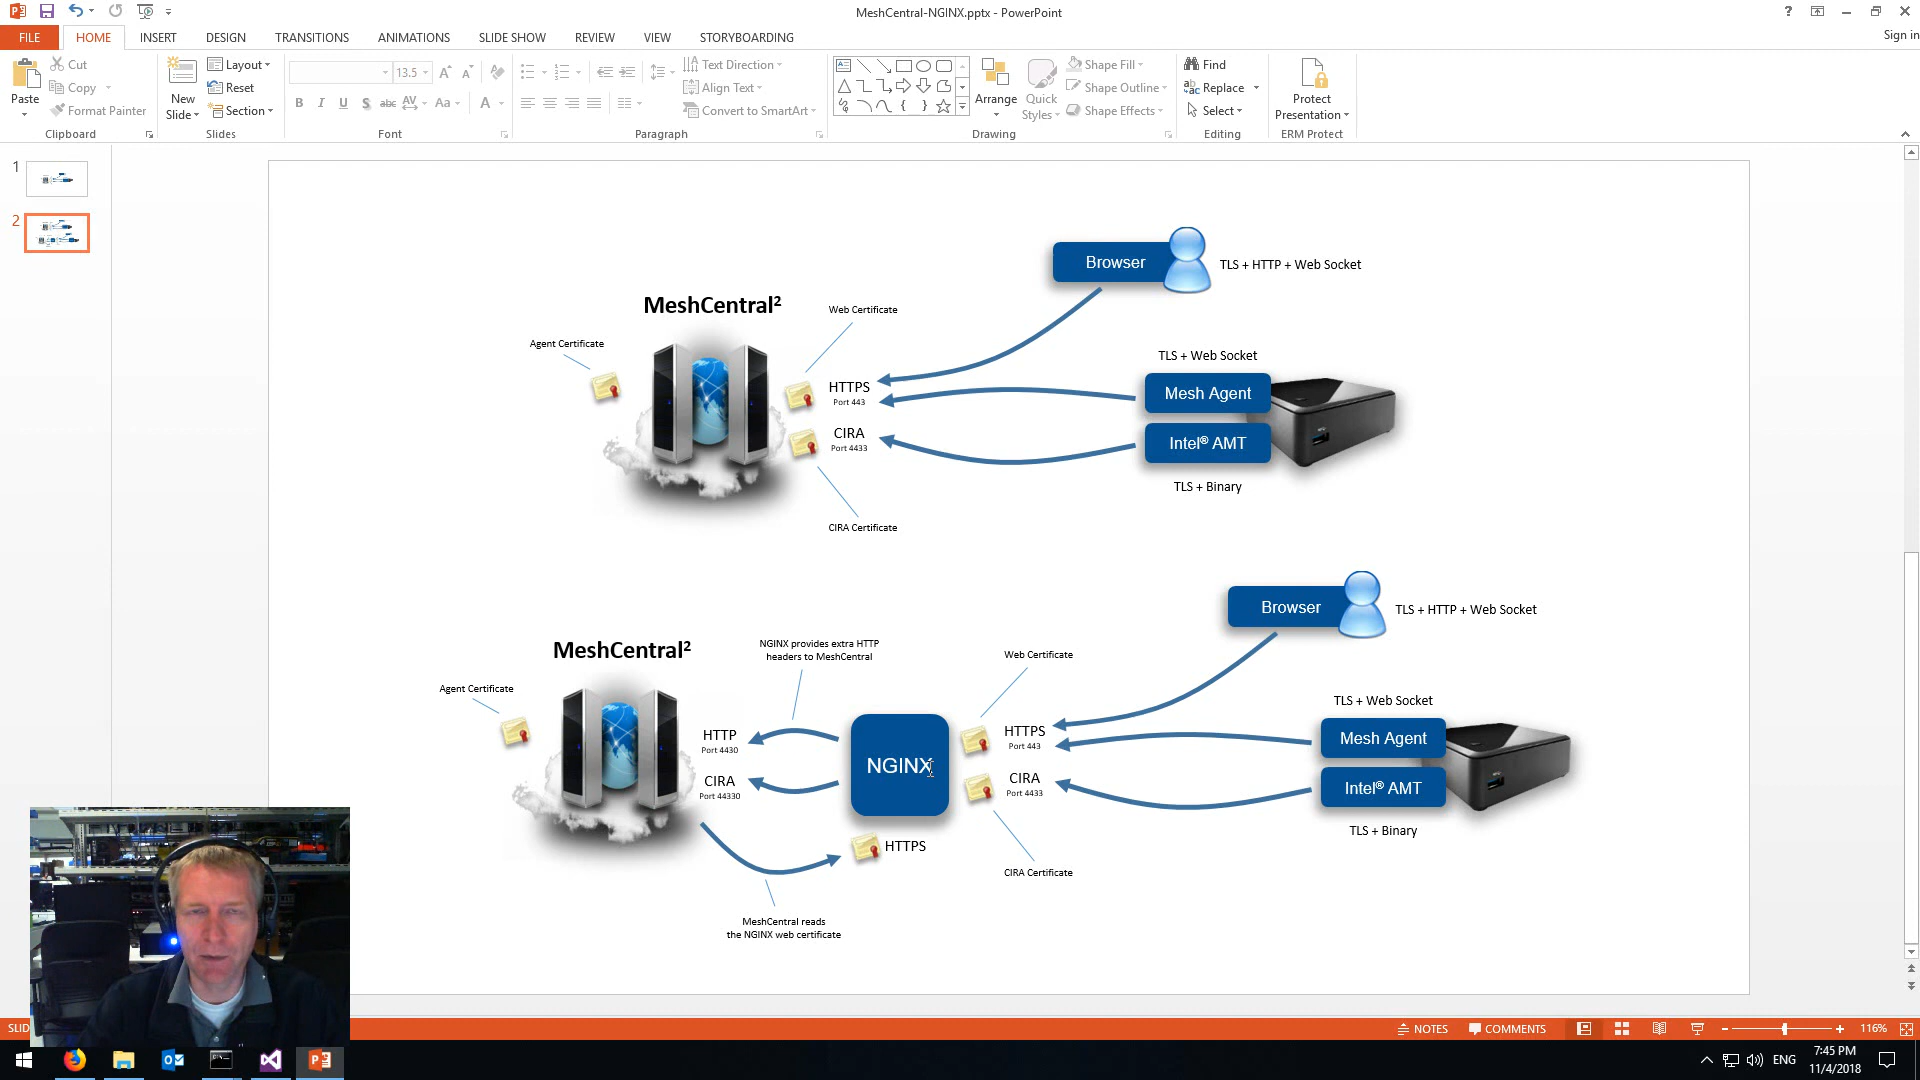 MeshCentral-NGINX.pptx - PowerPoint
Sign in
FILE
HOME
INSERT
DESIGN
TRANSITIONS
ANIMATIONS
SLIDE SHOW
REVIEW
VIEW
STORYBOARDING
Paste
Cut
Copy
Format Painter
Clipboard
New
Slide
Layout
Reset
Section
Slides
13.5
Font
Text Direction
Align Text
Convert to SmartArt
Paragraph
Arrange
Quick
Styles
Shape Fill
Shape Outline
Shape Effects
Drawing
Find
Replace
Select
Editing
Protect
Presentation
ERM Protect
1
2
Browser
TLS + HTTP + Web Socket
MeshCentral²
Web Certificate
Agent Certificate
HTTPS
Port 443
CIRA
Port 4433
CIRA Certificate
TLS + Web Socket
Mesh Agent
Intel® AMT
TLS + Binary
Browser
TLS + HTTP + Web Socket
MeshCentral²
NGINX provides extra HTTP
headers to MeshCentral
Web Certificate
Agent Certificate
HTTP
Port 4430
CIRA
Port 44330
NGINX
HTTPS
Port 443
CIRA
Port 4433
TLS + Web Socket
Mesh Agent
Intel® AMT
TLS + Binary
HTTPS
CIRA Certificate
MeshCentral reads
the NGINX web certificate
SLID
NOTES
COMMENTS
116%
ENG
7:45 PM
11/4/2018